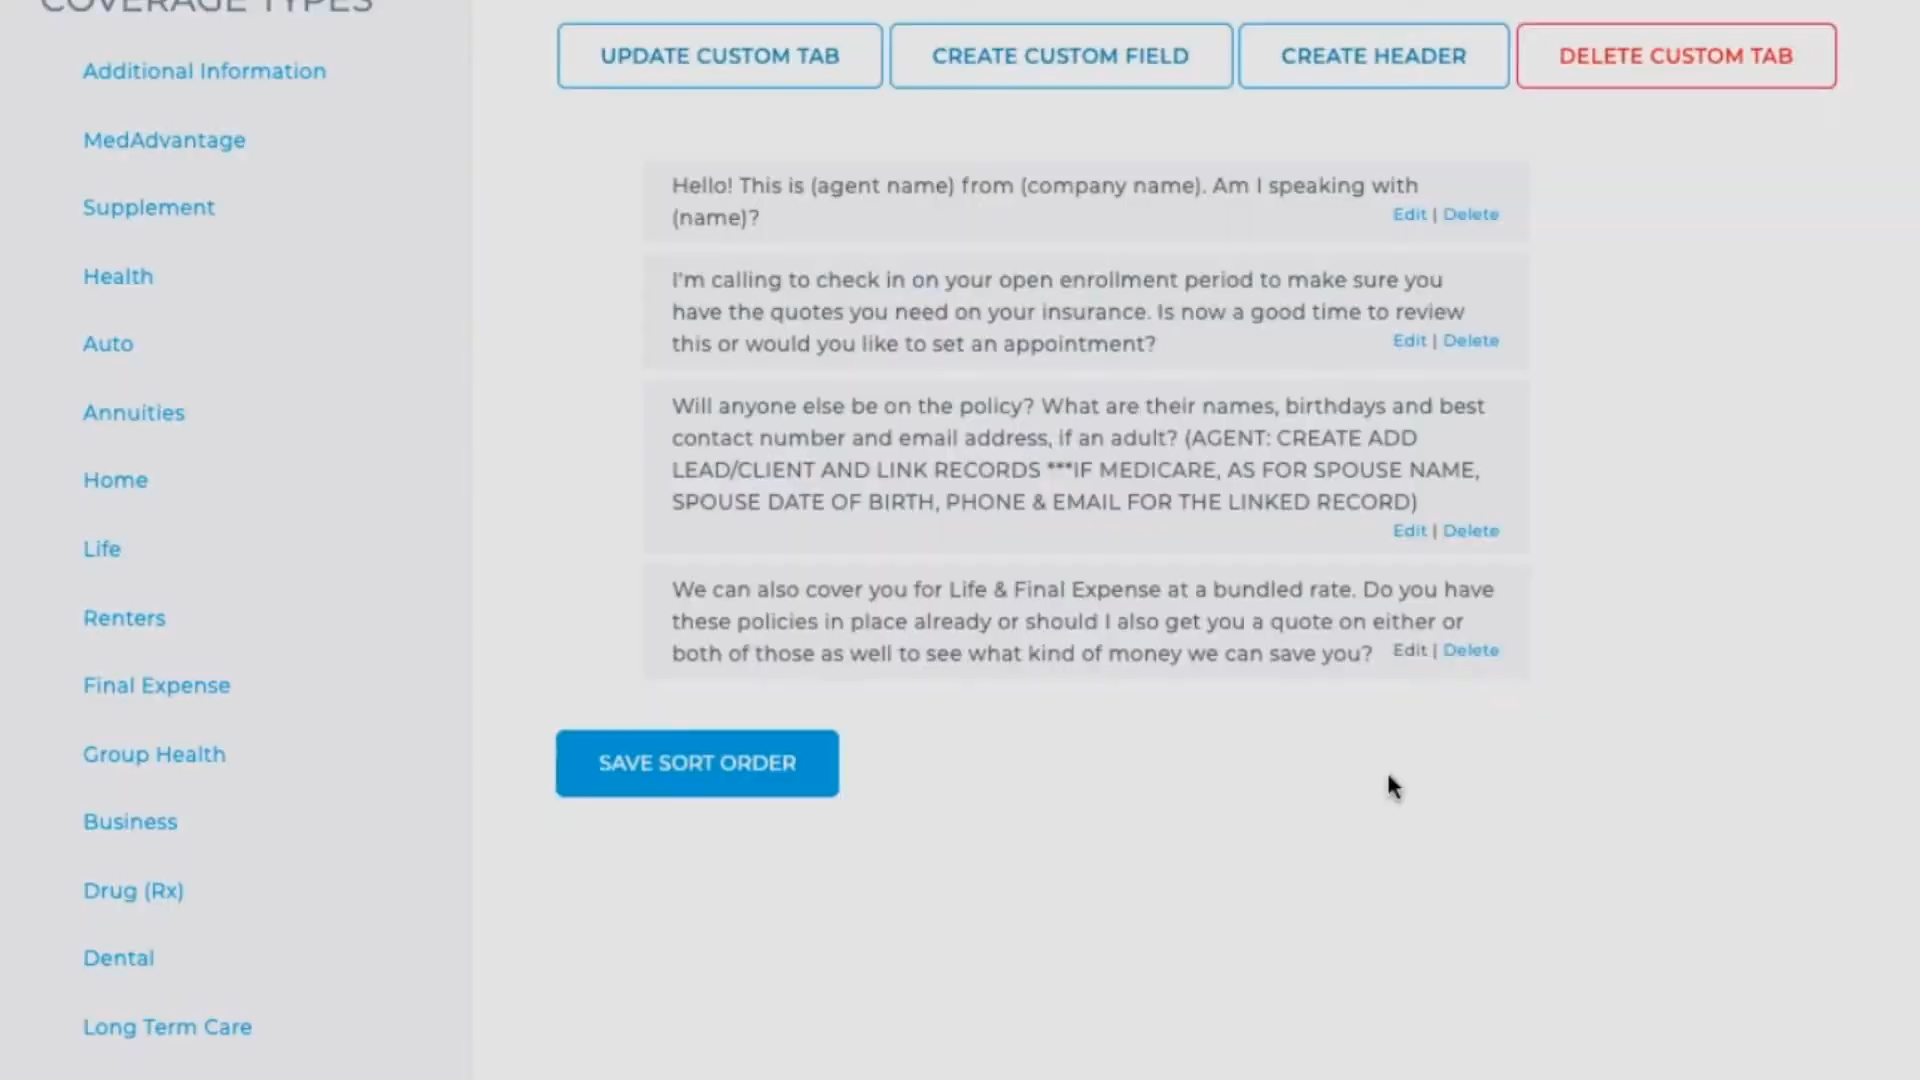 COVERAGE TYPES
Additional Information
MedAdvantage
Supplement
Health
Auto
Annuities
Home
Life
Renters
Final Expense
Group Health
Business
Drug (Rx)
Dental
Long Term Care
UPDATE CUSTOM TAB
CREATE CUSTOM FIELD
CREATE HEADER
DELETE CUSTOM TAB
Hello! This is (agent name) from (company name). Am I speaking with
(name)?
Edit | Delete
I'm calling to check in on your open enrollment period to make sure you
have the quotes you need on your insurance. Is now a good time to review
this or would you like to set an appointment?
Edit | Delete
Will anyone else be on the policy? What are their names, birthdays and best
contact number and email address, if an adult? (AGENT: CREATE ADD
LEAD/CLIENT AND LINK RECORDS ***IF MEDICARE, AS FOR SPOUSE NAME,
SPOUSE DATE OF BIRTH, PHONE & EMAIL FOR THE LINKED RECORD)
Edit | Delete
We can also cover you for Life & Final Expense at a bundled rate. Do you have
these policies in place already or should I also get you a quote on either or
both of those as well to see what kind of money we can save you?
Edit | Delete
SAVE SORT ORDER